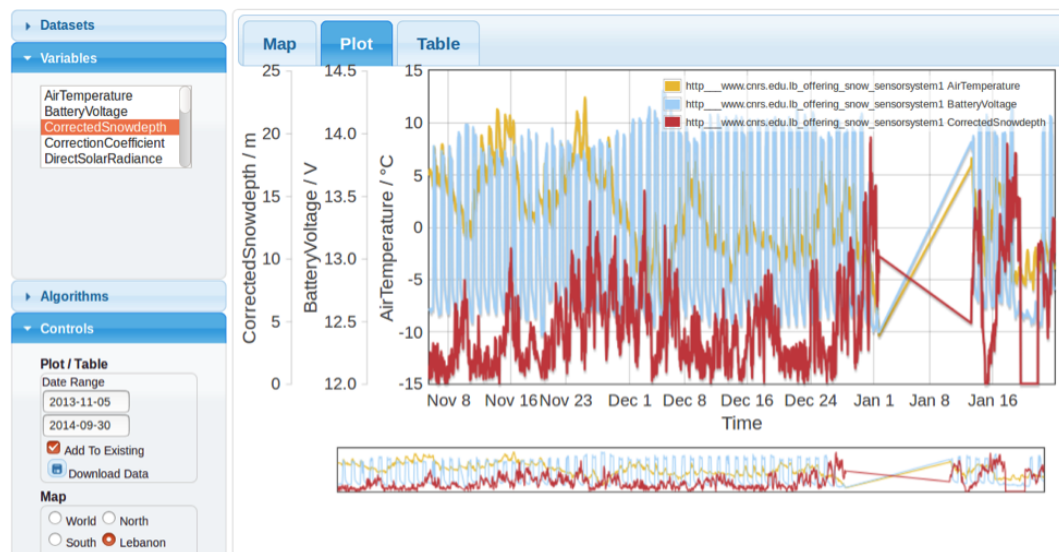 Datasets
Variables
AirTemperature
BatteryVoltage
CorrectedSnowdepth
CorrectionCoefficient
DirectSolarRadiance
Algorithms
Controls
Plot / Table
Date Range
2013-11-05
2014-09-30
Add To Existing
Download Data
Map
World North
South Lebanon
Map Plot Table
25 14.5 15
http___www.cnrs.edu.lb_offering_snow_sensorsystem1 AirTemperature
http___www.cnrs.edu.lb_offering_snow_sensorsystem1 BatteryVoltage
http___www.cnrs.edu.lb_offering_snow_sensorsystem1 CorrectedSnowdepth
20 14.0 10
13.5 5
15 0
10 13.0
-5
5 12.5 -10
0 12.0 -15
CorrectedSnowdepth / m
BatteryVoltage / V
AirTemperature / °C
Nov 8 Nov 16 Nov 23 Dec 1 Dec 8 Dec 16 Dec 24 Jan 1 Jan 8 Jan 16
Time